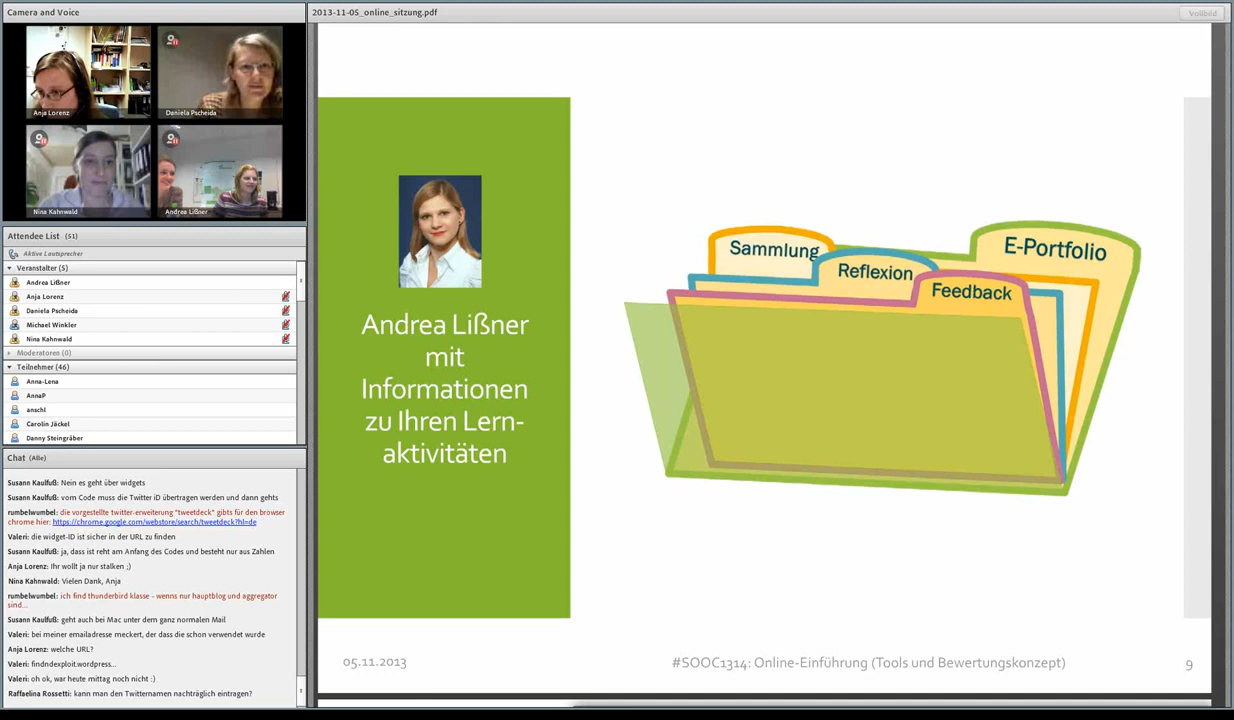 Camera and Voice
Anja Lorenz
Daniela Pscheida
Nina Kahnwald
Andrea Lißner
Attendee List (51)
Aktive Lautsprecher
Veranstalter (5)
Andrea Lißner
Anja Lorenz
Daniela Pscheida
Michael Winkler
Nina Kahnwald
Moderatoren (0)
Teilnehmer (46)
Anna-Lena
AnnaP
anschl
Carolin Jäckel
Danny Steingräber
Chat (Alle)
Susann Kaulfuß: Nein es geht über widgets
Susann Kaulfuß: vom Code muss die Twitter iD übertragen werden und dann gehts
rumbelwumbel: die vorgestellte twitter-erweiterung "tweetdeck" gibts für den browser
chrome hier: https://chrome.google.com/webstore/search/tweetdeck?hl=de
Valeri: die widget-ID ist sicher in der URL zu finden
Susann Kaulfuß: ja, dass ist reht am Anfang des Codes und besteht nur aus Zahlen
Anja Lorenz: Ihr wollt ja nur stalken ;)
Nina Kahnwald: Vielen Dank, Anja
rumbelwumbel: ich find thunderbird klasse - wenns nur hauptblog und aggregator
sind...
Susann Kaulfuß: geht auch bei Mac unter dem ganz normalen Mail
Valeri: bei meiner emailadresse meckert, der dass die schon verwendet wurde
Anja Lorenz: welche URL?
Valeri: findndexploit.wordpress...
Valeri: oh ok, war heute mittag noch nicht :)
Raffaelina Rossetti: kann man den Twitternamen nachträglich eintragen?
2013-11-05_online_sitzung.pdf
Vollbild
Andrea Lißner
mit
Informationen
zu Ihren Lern-
aktivitäten
Sammlung
Reflexion
Feedback
E-Portfolio
05.11.2013
#SOOC1314: Online-Einführung (Tools und Bewertungskonzept)
9